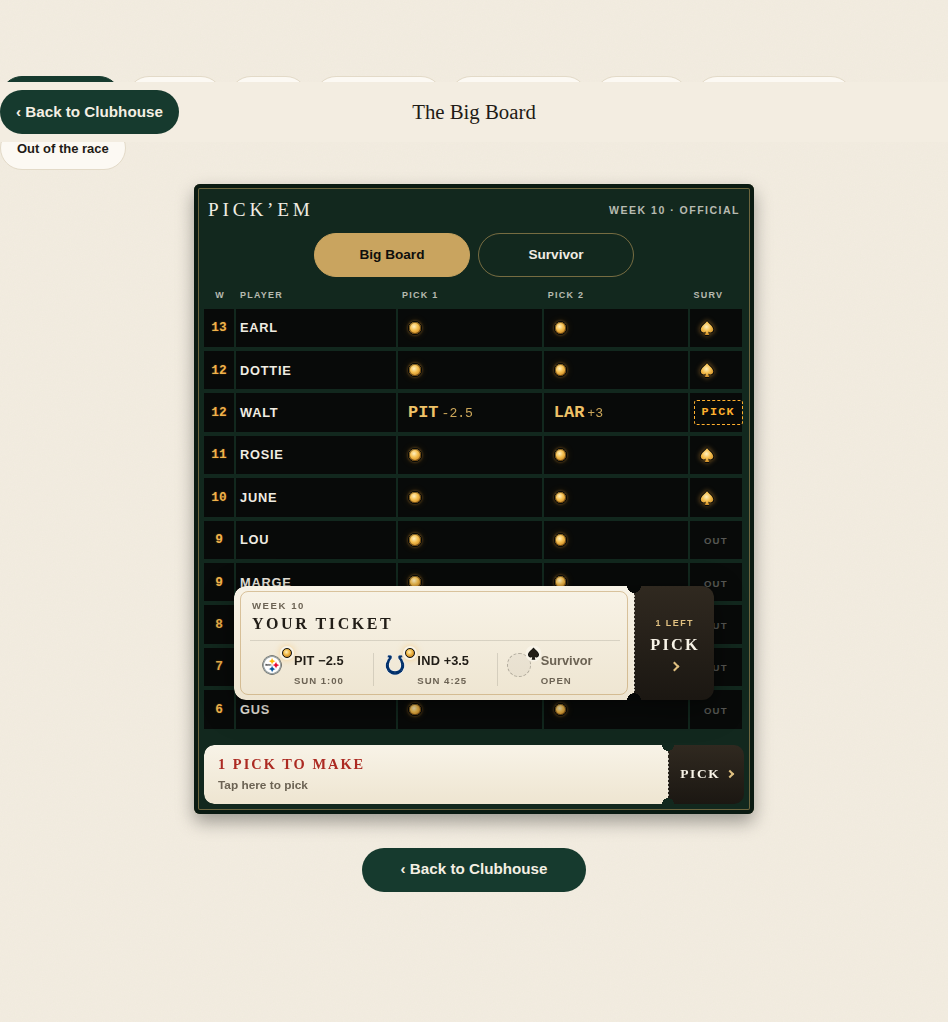 ‹ Back to Clubhouse
The Big Board
Out of the race
PICK’EM
WEEK 10 · OFFICIAL
Big Board
Survivor
W PLAYER PICK 1 PICK 2 SURV
13 EARL
12 DOTTIE
12 WALT PIT -2.5 LAR +3 PICK
11 ROSIE
10 JUNE
9 LOU OUT
9 MARGE OUT
8
7
WEEK 10
YOUR TICKET
PIT −2.5
SUN 1:00
IND +3.5
SUN 4:25
Survivor
OPEN
1 LEFT
PICK
6 GUS OUT
1 PICK TO MAKE
Tap here to pick
PICK
‹ Back to Clubhouse